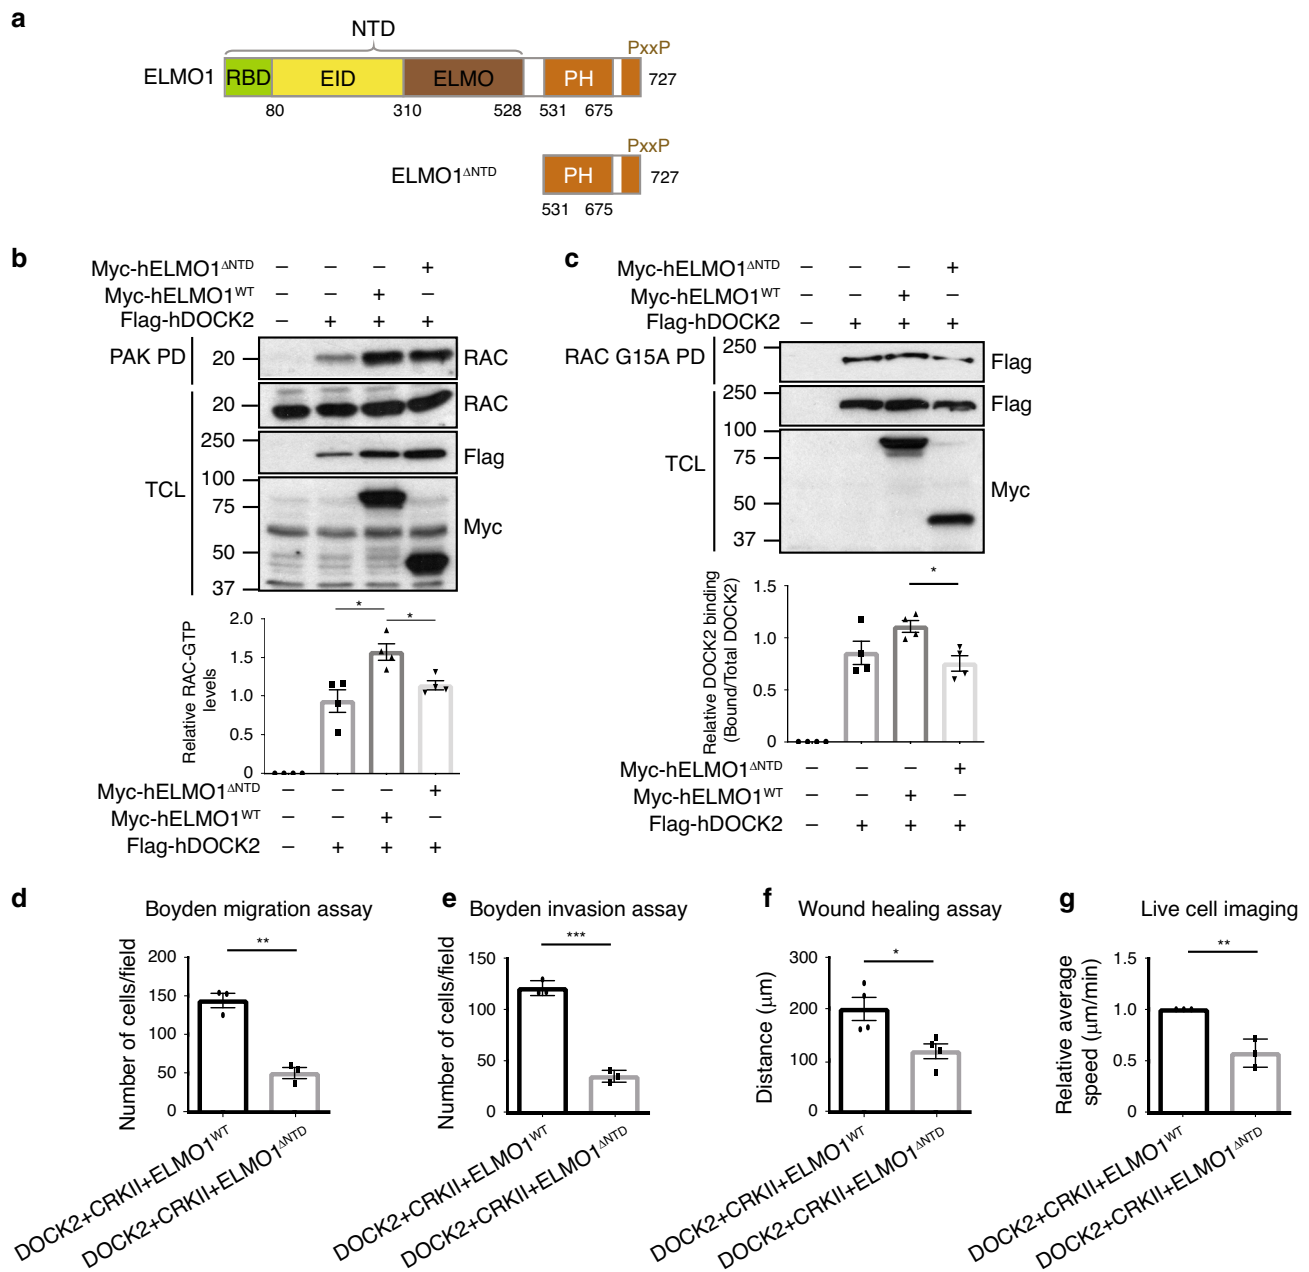 a
NTD
PxxP
ELMO1 RBD EID ELMO PH 727
80 310 528 531 675
PxxP
ELMO1ΔNTD PH 727
531 675
b
Myc-hELMO1ΔNTD − − − +
Myc-hELMO1WT − − + −
Flag-hDOCK2 − + + +
PAK PD 20 RAC
20 RAC
250 Flag
TCL
100
75
50
37
Myc
Relative RAC-GTP levels
2.0
1.5
1.0
0.5
0
* *
Myc-hELMO1ΔNTD − − − +
Myc-hELMO1WT − − + −
Flag-hDOCK2 − + + +
c
Myc-hELMO1ΔNTD − − − +
Myc-hELMO1WT − − + −
Flag-hDOCK2 − + + +
RAC G15A PD 250 Flag
250 Flag
TCL
100
75
50
37
Myc
Relative DOCK2 binding
(Bound/Total DOCK2)
1.5
1.0
0.5
0
*
Myc-hELMO1ΔNTD − − − +
Myc-hELMO1WT − − + −
Flag-hDOCK2 − + + +
d
Boyden migration assay
**
Number of cells/field
200
150
100
50
0
DOCK2+CRKII+ELMO1WT
DOCK2+CRKII+ELMO1ΔNTD
e
Boyden invasion assay
***
Number of cells/field
150
100
50
0
DOCK2+CRKII+ELMO1WT
DOCK2+CRKII+ELMO1ΔNTD
f
Wound healing assay
*
Distance (μm)
300
200
100
0
DOCK2+CRKII+ELMO1WT
DOCK2+CRKII+ELMO1ΔNTD
g
Live cell imaging
**
Relative average
speed (μm/min)
1.5
1.0
0.5
0
DOCK2+CRKII+ELMO1WT
DOCK2+CRKII+ELMO1ΔNTD